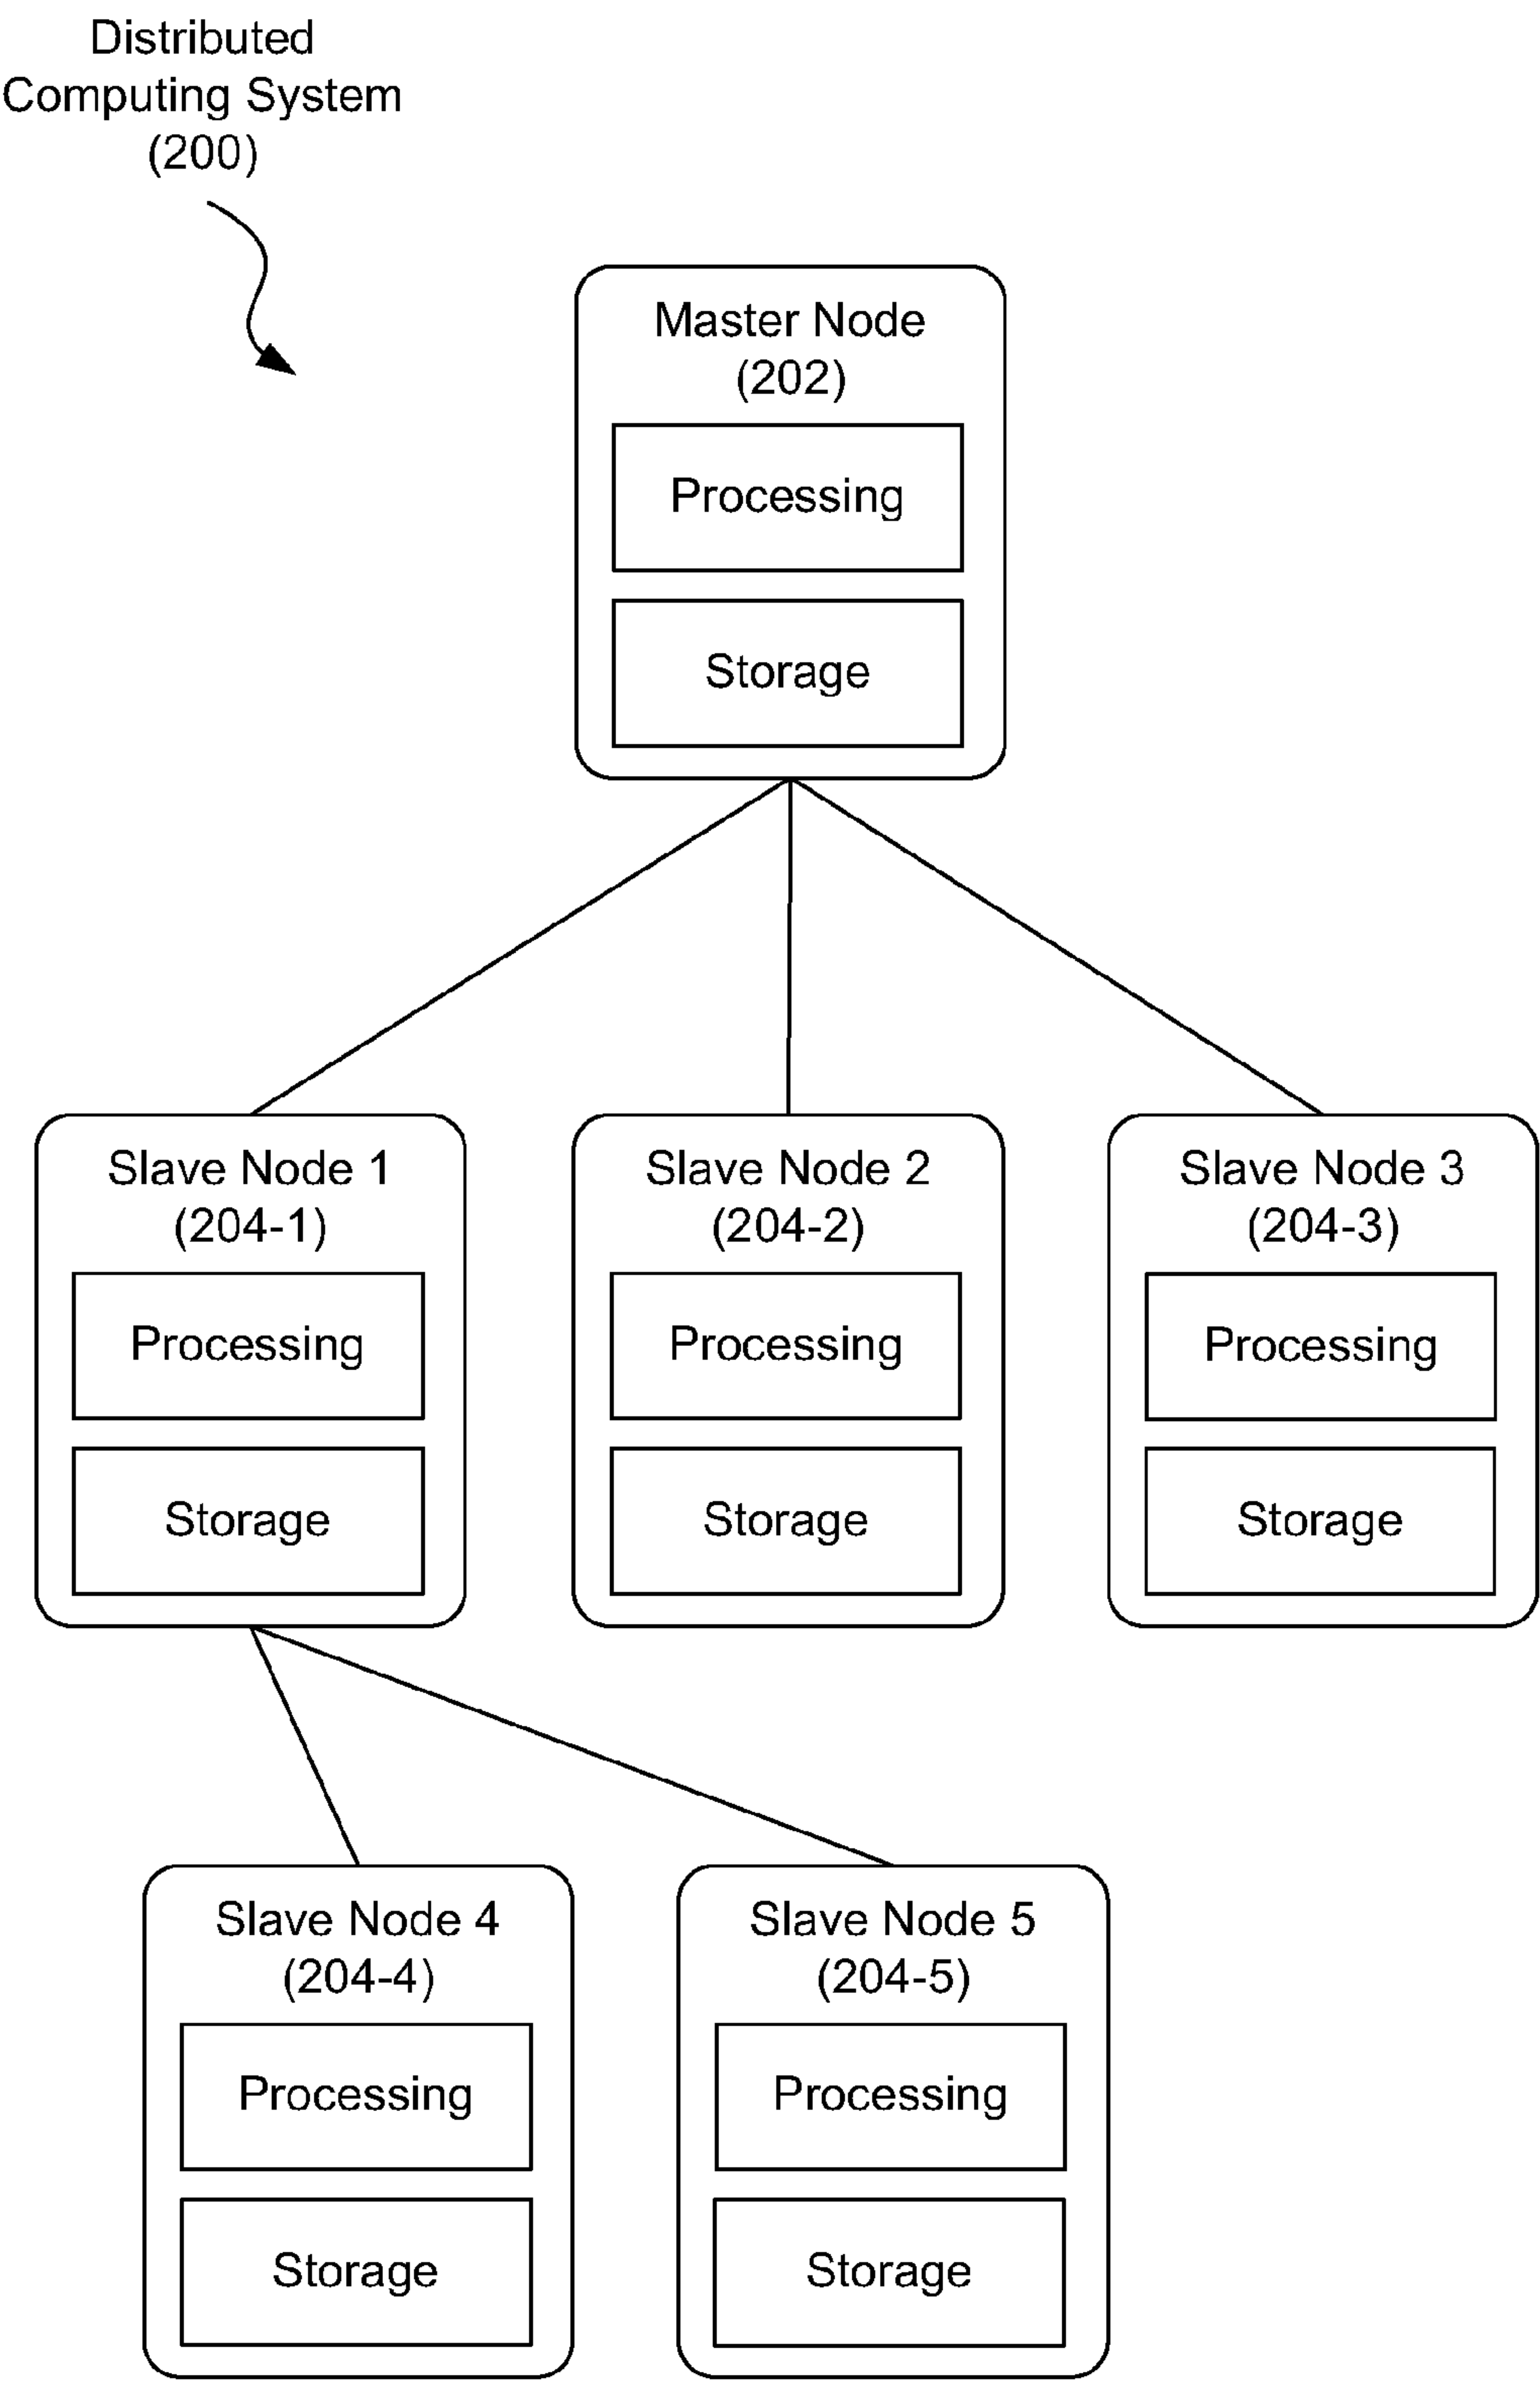 Distributed
Computing System
(200)
Master Node
(202)
Processing
Storage
Slave Node 1
(204-1)
Processing
Storage
Slave Node 2
(204-2)
Processing
Storage
Slave Node 3
(204-3)
Processing
Storage
Slave Node 4
(204-4)
Processing
Storage
Slave Node 5
(204-5)
Processing
Storage